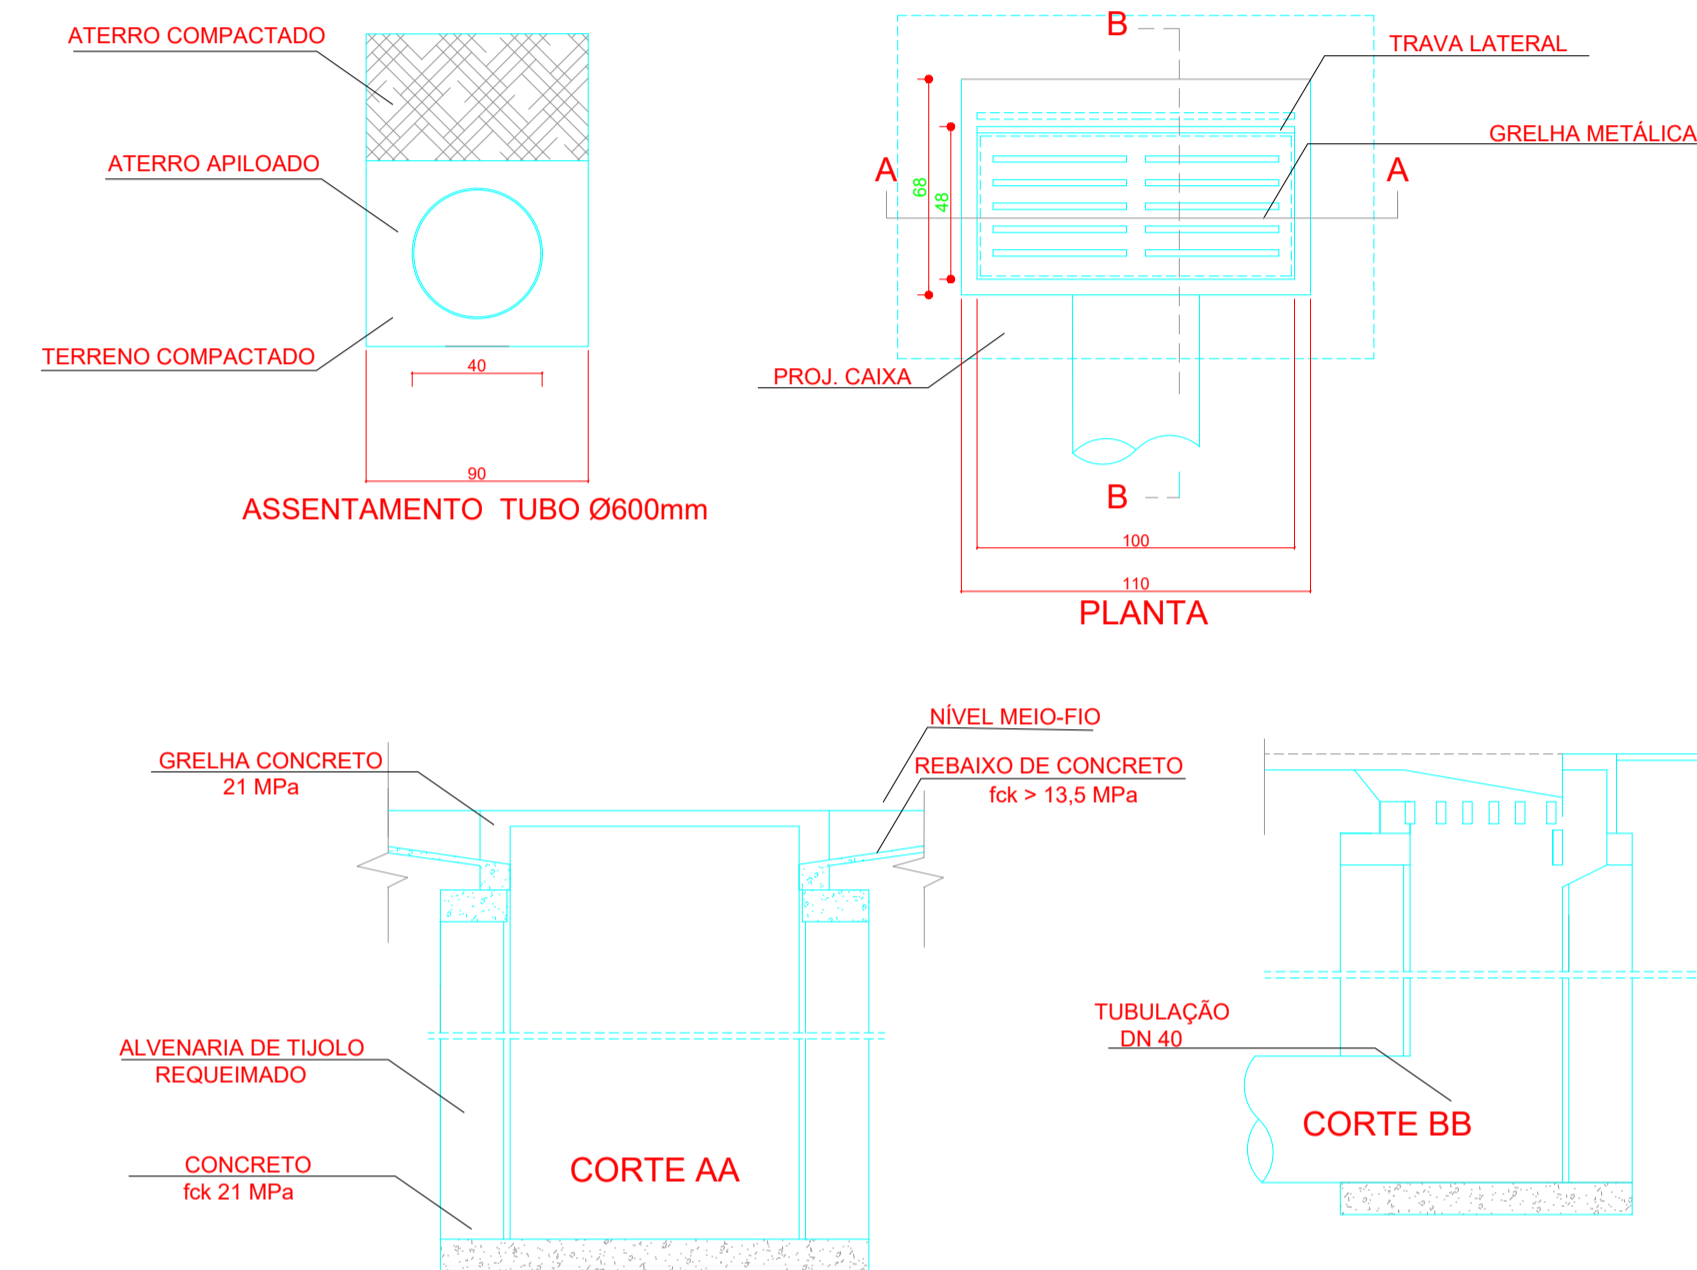 ATERRO COMPACTADO
ATERRO APILOADO
TERRENO COMPACTADO
40
90
ASSENTAMENTO TUBO Ø600mm
B
TRAVA LATERAL
GRELHA METÁLICA
A
A
68
48
PROJ. CAIXA
B
100
110
PLANTA
NÍVEL MEIO-FIO
GRELHA CONCRETO
21 MPa
REBAIXO DE CONCRETO
fck > 13,5 MPa
ALVENARIA DE TIJOLO
REQUEIMADO
CONCRETO
fck 21 MPa
CORTE AA
TUBULAÇÃO
DN 40
CORTE BB